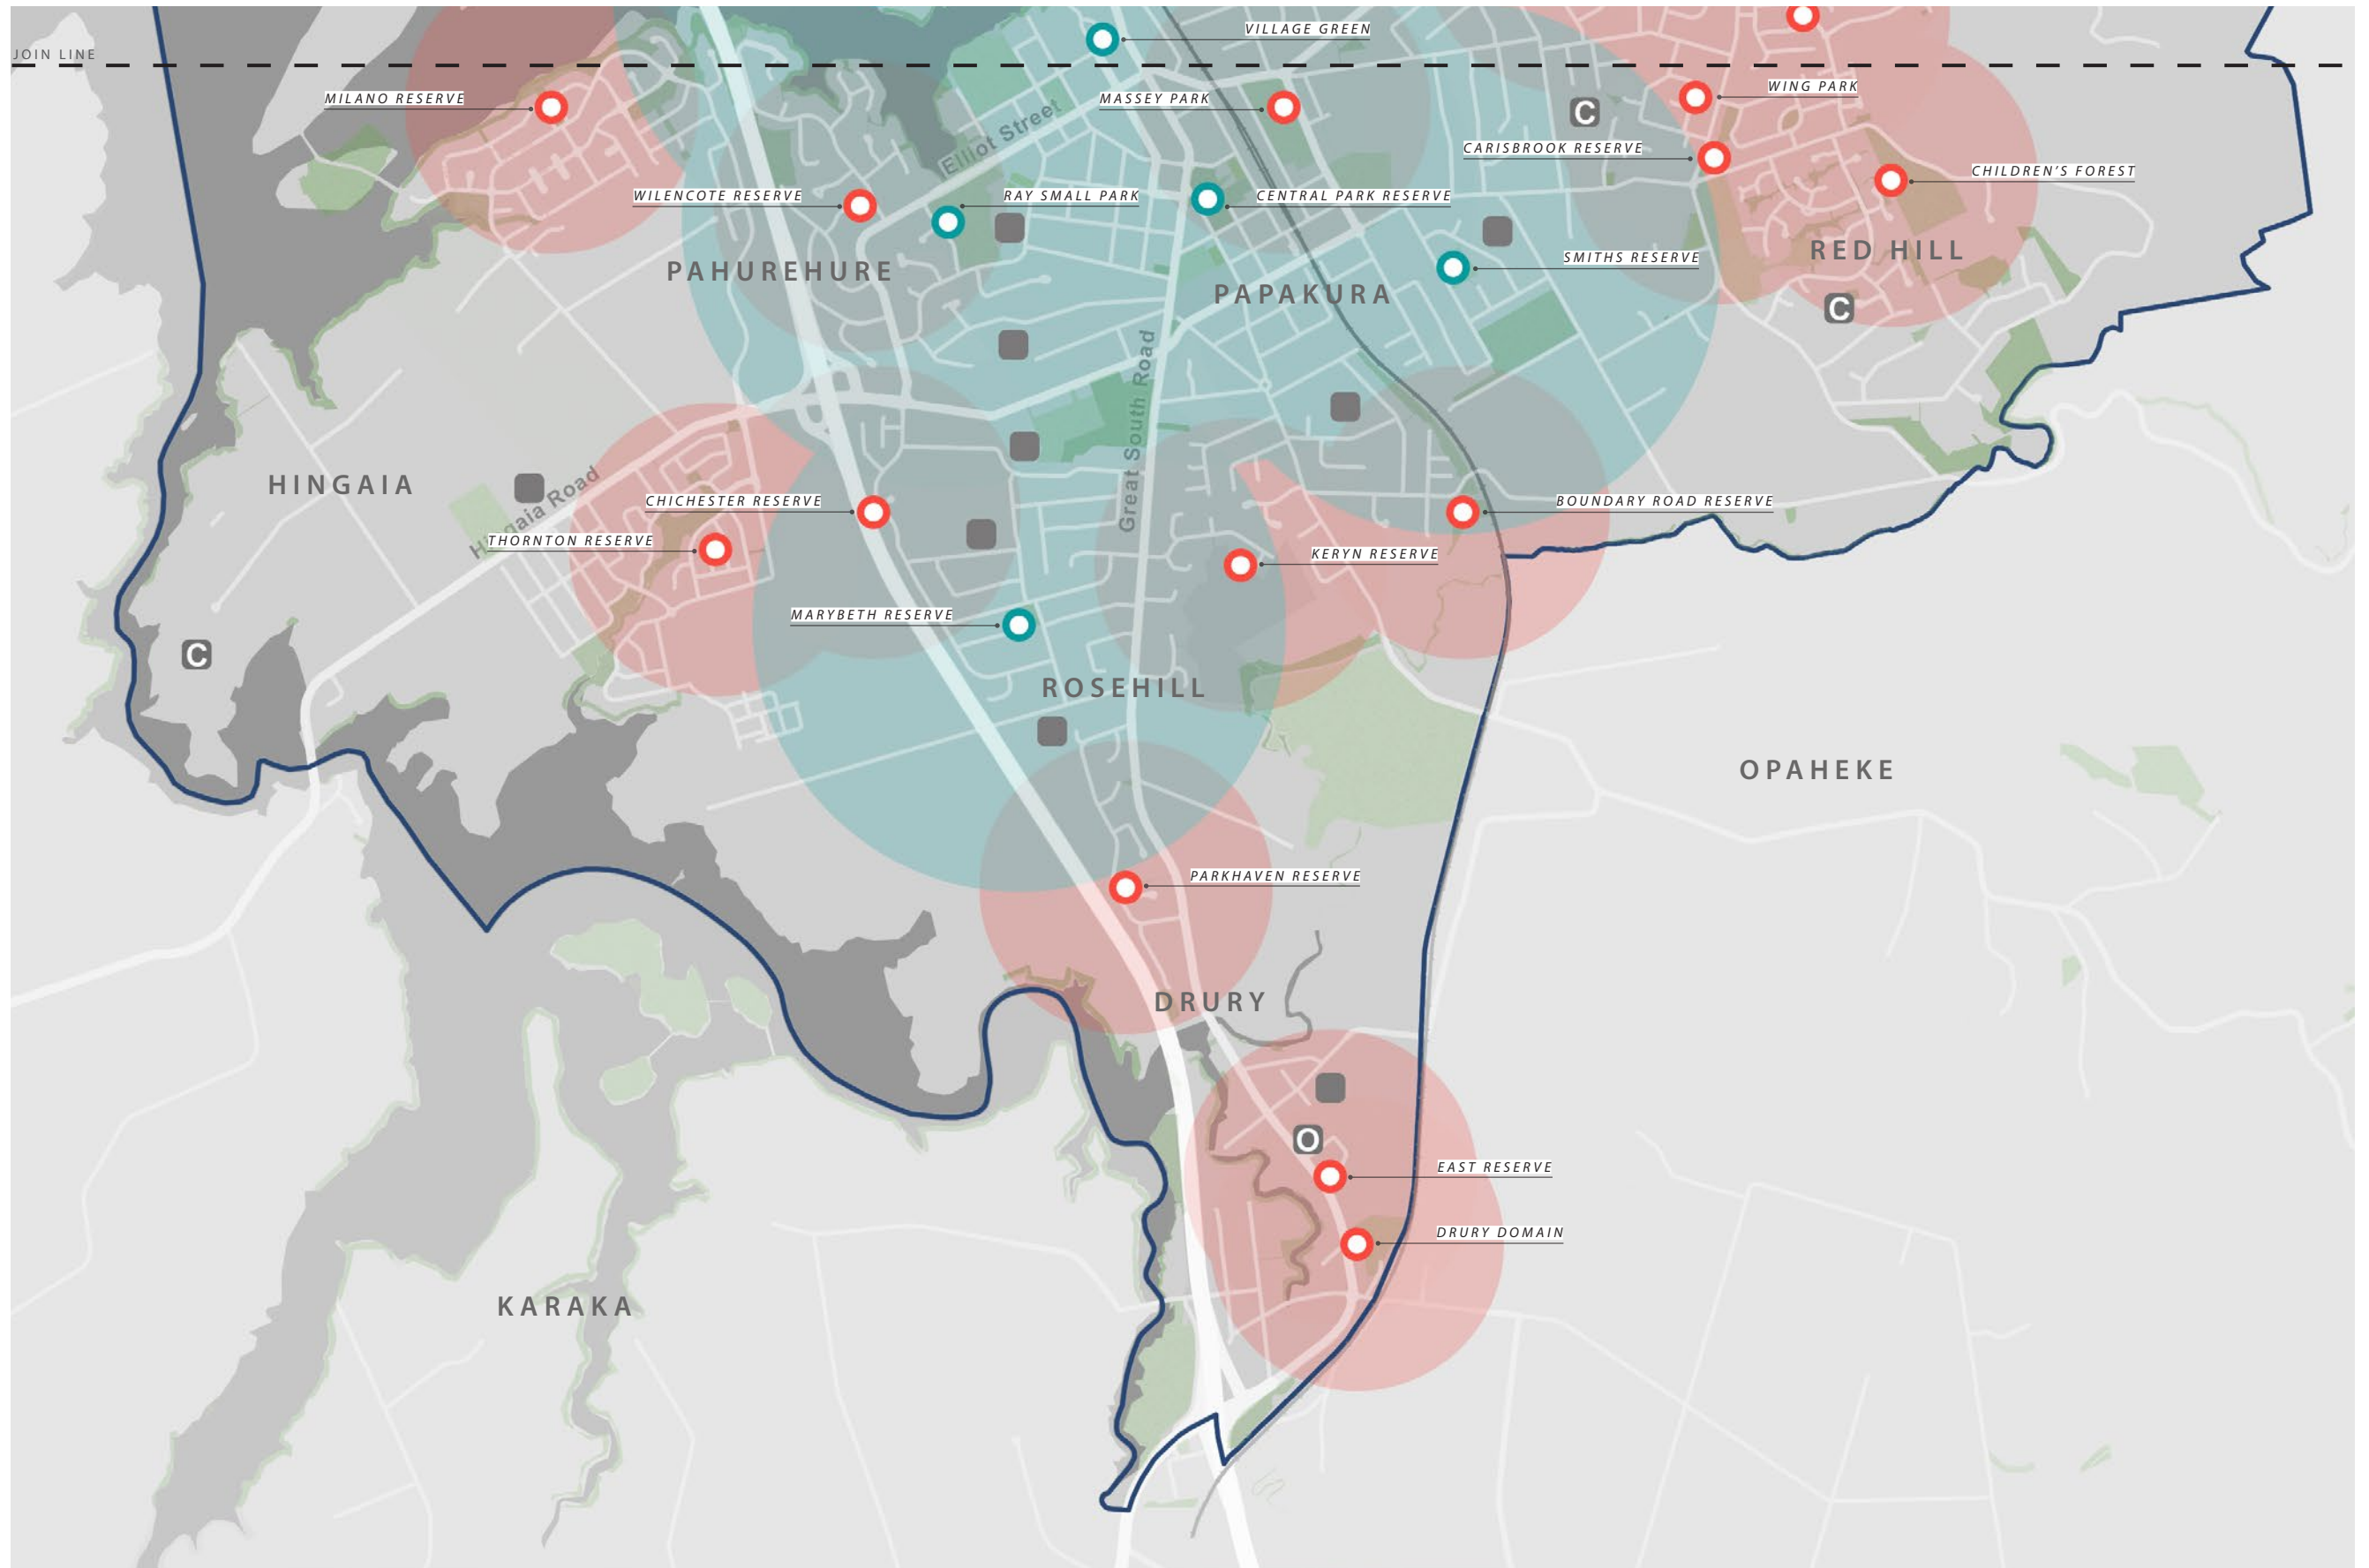 VILLAGE GREEN
JOIN LINE
WING PARK
MILANO RESERVE
MASSEY PARK
C
Elliot Street
CARISBROOK RESERVE
CHILDREN'S FOREST
WILENCOTE RESERVE
RAY SMALL PARK
CENTRAL PARK RESERVE
RED HILL
SMITHS RESERVE
PAHUREHURE
PAPAKURA
C
Great South Road
HINGAIA
Hingaia Road
CHICHESTER RESERVE
BOUNDARY ROAD RESERVE
THORNTON RESERVE
KERYN RESERVE
MARYBETH RESERVE
C
ROSEHILL
OPAHEKE
PARKHAVEN RESERVE
DRURY
O
EAST RESERVE
DRURY DOMAIN
KARAKA